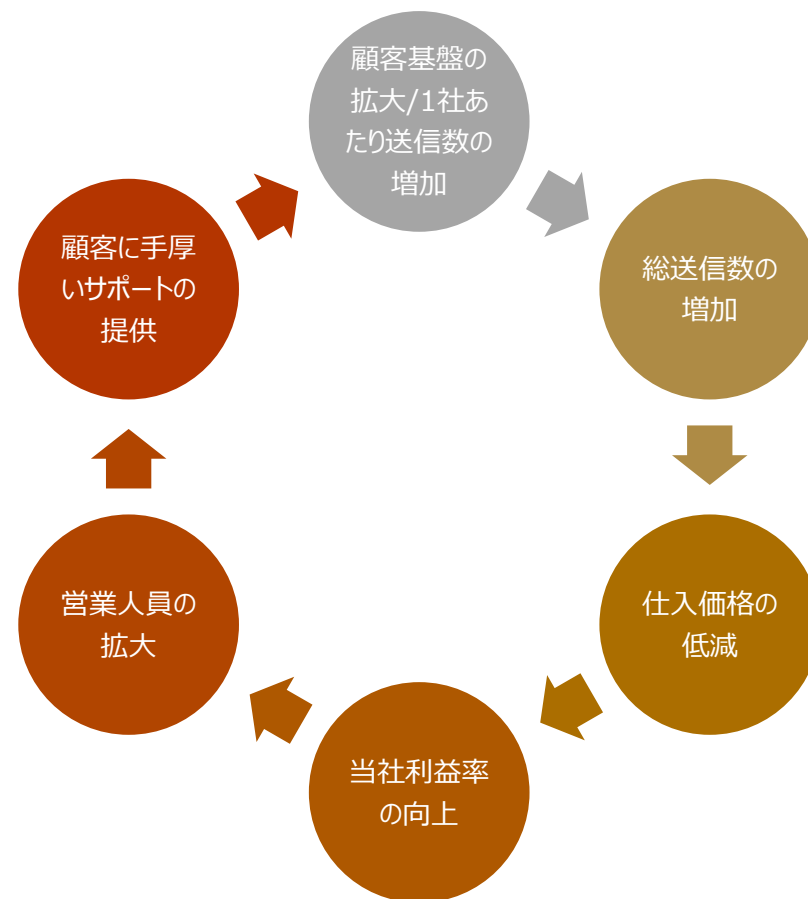 顧客基盤の
拡大/1社あ
たり送信数の
増加
総送信数の
増加
仕入価格の
低減
当社利益率
の向上
営業人員の
拡大
顧客に手厚
いサポートの
提供